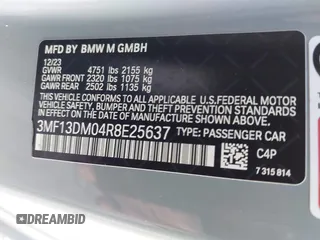 MFD BY BMW M GMBH
12/23
GVWR 4751 lbs 2155 kg
GAWR FRONT 2320 lbs 1075 kg
GAWR REAR 2502 lbs 1135 kg
THIS VEHICLE CONFORMS TO ALL APPLICABLE U.S. FEDERAL MOTOR
VEHICLE SAFETY, BUMPER, AND THEFT PREVENTION STANDARDS
IN EFFECT ON THE DATE OF MANUFACTURE SHOWN ABOVE.
3MF13DM04R8E25637 TYPE: PASSENGER CAR
C4P
7 315 814
DREAMBID
DREAMBID.COM